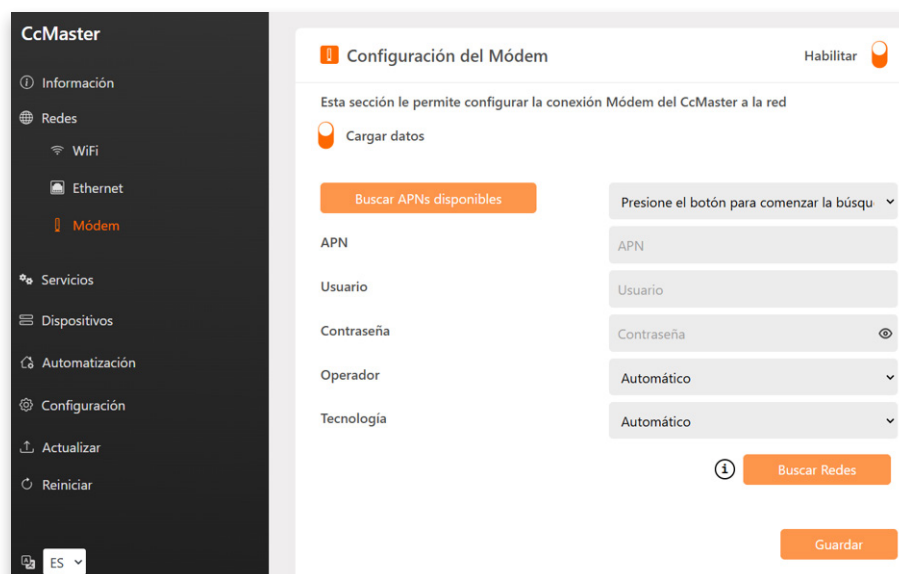 CcMaster
Información
Redes
WiFi
Ethernet
Módem
Servicios
Dispositivos
Automatización
Configuración
Actualizar
Reiniciar
ES
Configuración del Módem
Habilitar
Esta sección le permite configurar la conexión Módem del CcMaster a la red
Cargar datos
Buscar APNs disponibles
Presione el botón para comenzar la búsqu
APN
APN
Usuario
Usuario
Contraseña
Contraseña
Operador
Automático
Tecnología
Automático
Buscar Redes
Guardar